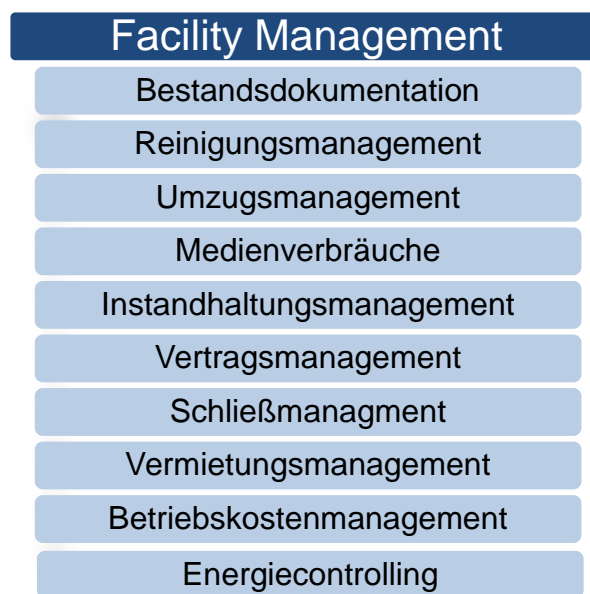 Facility Management
Bestandsdokumentation
Reinigungsmanagement
Umzugsmanagement
Medienverbräuche
Instandhaltungsmanagement
Vertragsmanagement
Schließmanagment
Vermietungsmanagement
Betriebskostenmanagement
Energiecontrolling